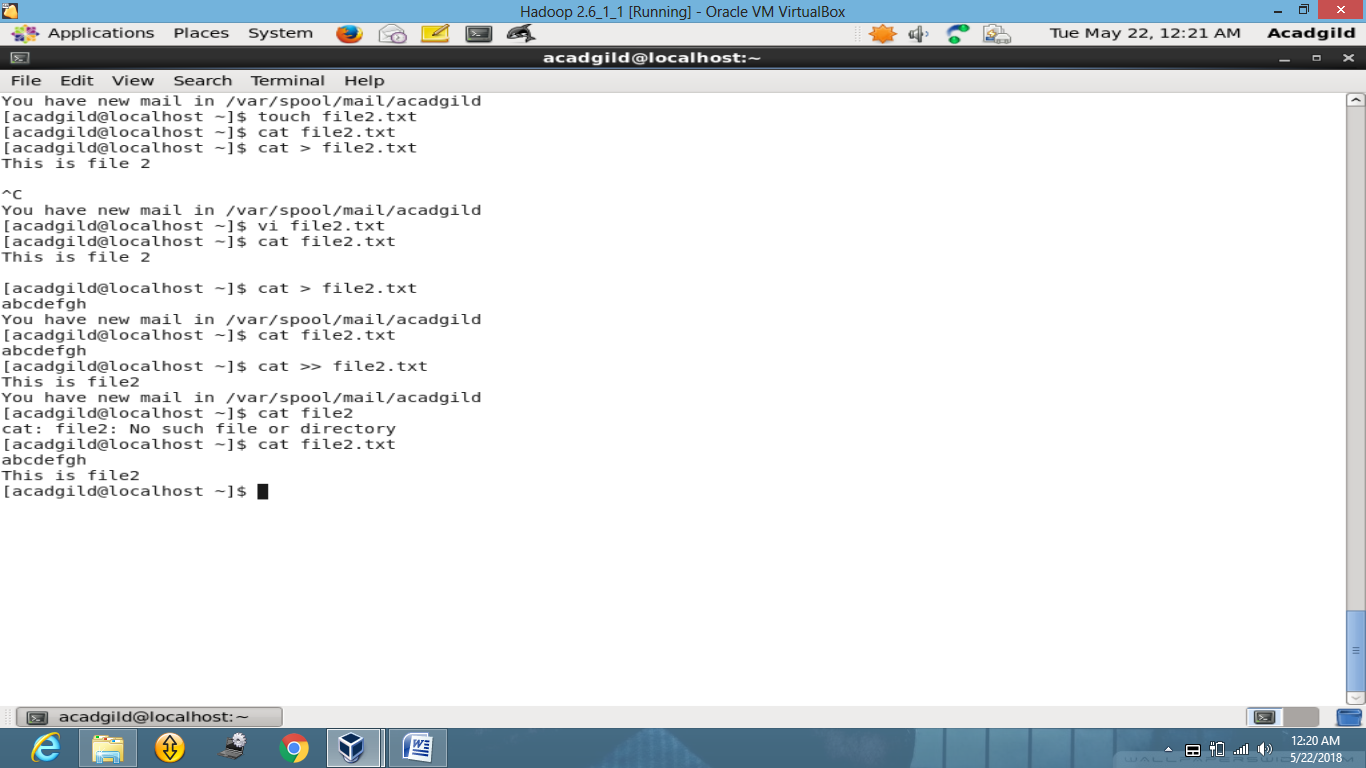 Hadoop 2.6_1_1 [Running] - Oracle VM VirtualBox
Applications Places System Tue May 22, 12:21 AM Acadgild
acadgild@localhost:~
File Edit View Search Terminal Help
You have new mail in /var/spool/mail/acadgild
[acadgild@localhost ~]$ touch file2.txt
[acadgild@localhost ~]$ cat file2.txt
[acadgild@localhost ~]$ cat > file2.txt
This is file 2
^C
You have new mail in /var/spool/mail/acadgild
[acadgild@localhost ~]$ vi file2.txt
[acadgild@localhost ~]$ cat file2.txt
This is file 2
[acadgild@localhost ~]$ cat > file2.txt
abcdefgh
You have new mail in /var/spool/mail/acadgild
[acadgild@localhost ~]$ cat file2.txt
abcdefgh
[acadgild@localhost ~]$ cat >> file2.txt
This is file2
You have new mail in /var/spool/mail/acadgild
[acadgild@localhost ~]$ cat file2
cat: file2: No such file or directory
[acadgild@localhost ~]$ cat file2.txt
abcdefgh
This is file2
[acadgild@localhost ~]$
acadgild@localhost:~
12:20 AM
5/22/2018